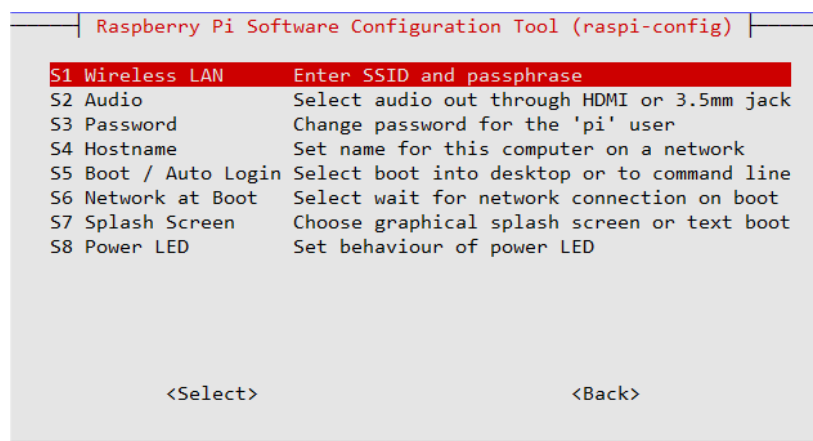 Raspberry Pi Software Configuration Tool (raspi-config)
S1 Wireless LAN Enter SSID and passphrase
S2 Audio Select audio out through HDMI or 3.5mm jack
S3 Password Change password for the 'pi' user
S4 Hostname Set name for this computer on a network
S5 Boot / Auto Login Select boot into desktop or to command line
S6 Network at Boot Select wait for network connection on boot
S7 Splash Screen Choose graphical splash screen or text boot
S8 Power LED Set behaviour of power LED
<Select> <Back>